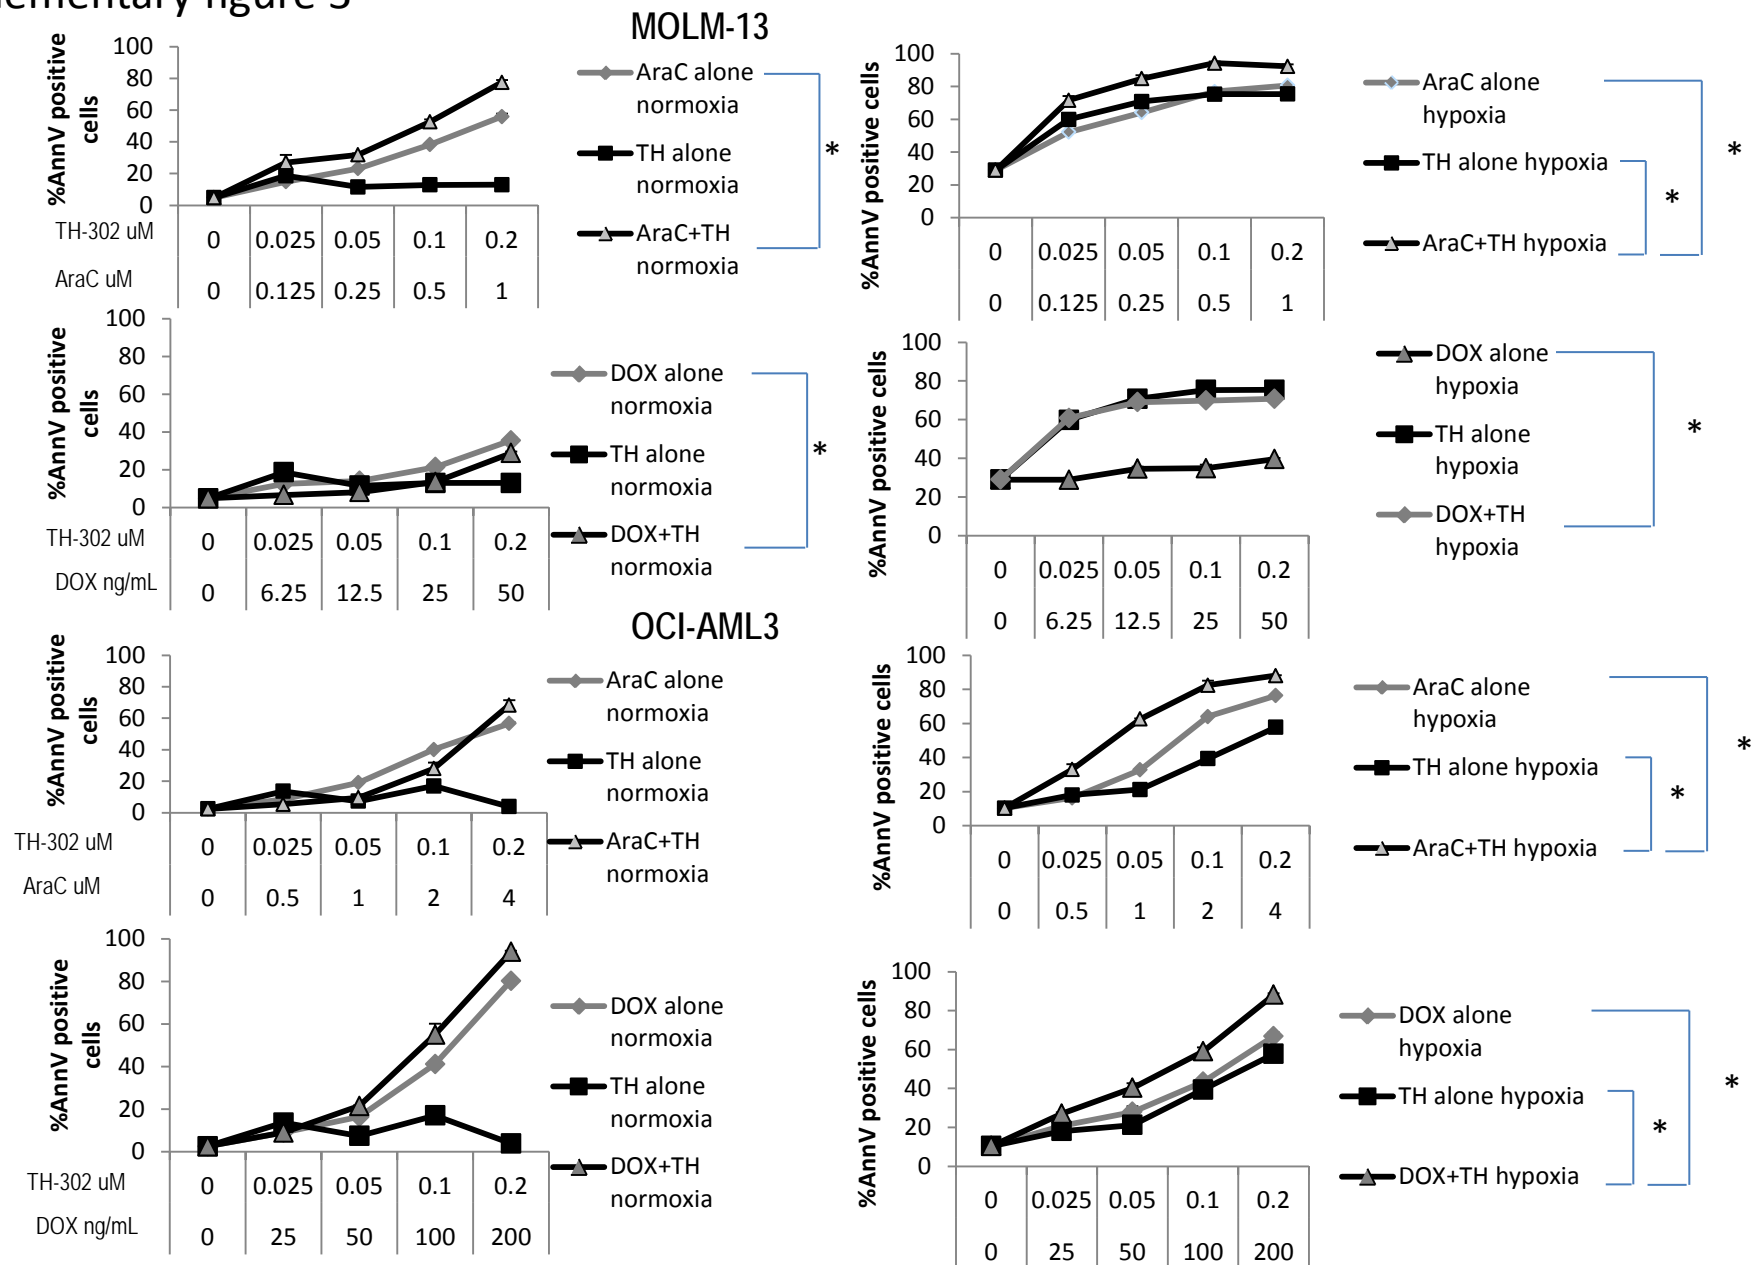 MOLM-13
%AnnV positive
cells
100
80
60
40
20
0
TH-302 uM
0 0.025 0.05 0.1 0.2
AraC uM
0 0.125 0.25 0.5 1
AraC alone
normoxia
TH alone
normoxia
AraC+TH
normoxia
*
%AnnV positive cells
100
80
60
40
20
0
0 0.025 0.05 0.1 0.2
0 0.125 0.25 0.5 1
AraC alone
hypoxia
TH alone hypoxia
AraC+TH hypoxia
*
*
%AnnV positive
cells
100
80
60
40
20
0
TH-302 uM
0 0.025 0.05 0.1 0.2
DOX ng/mL
0 6.25 12.5 25 50
DOX alone
normoxia
TH alone
normoxia
DOX+TH
normoxia
*
%AnnV positive cells
100
80
60
40
20
0
0 0.025 0.05 0.1 0.2
0 6.25 12.5 25 50
DOX alone
hypoxia
TH alone
hypoxia
DOX+TH
hypoxia
*
OCI-AML3
%AnnV positive
cells
100
80
60
40
20
0
TH-302 uM
0 0.025 0.05 0.1 0.2
AraC uM
0 0.5 1 2 4
AraC alone
normoxia
TH alone
normoxia
AraC+TH
normoxia
%AnnV positive cells
100
80
60
40
20
0
0 0.025 0.05 0.1 0.2
0 0.5 1 2 4
AraC alone
hypoxia
TH alone hypoxia
AraC+TH hypoxia
*
*
%AnnV positive
cells
100
80
60
40
20
0
TH-302 uM
0 0.025 0.05 0.1 0.2
DOX ng/mL
0 25 50 100 200
DOX alone
normoxia
TH alone
normoxia
DOX+TH
normoxia
%AnnV positive cells
100
80
60
40
20
0
0 0.025 0.05 0.1 0.2
0 25 50 100 200
DOX alone
hypoxia
TH alone hypoxia
DOX+TH hypoxia
*
*